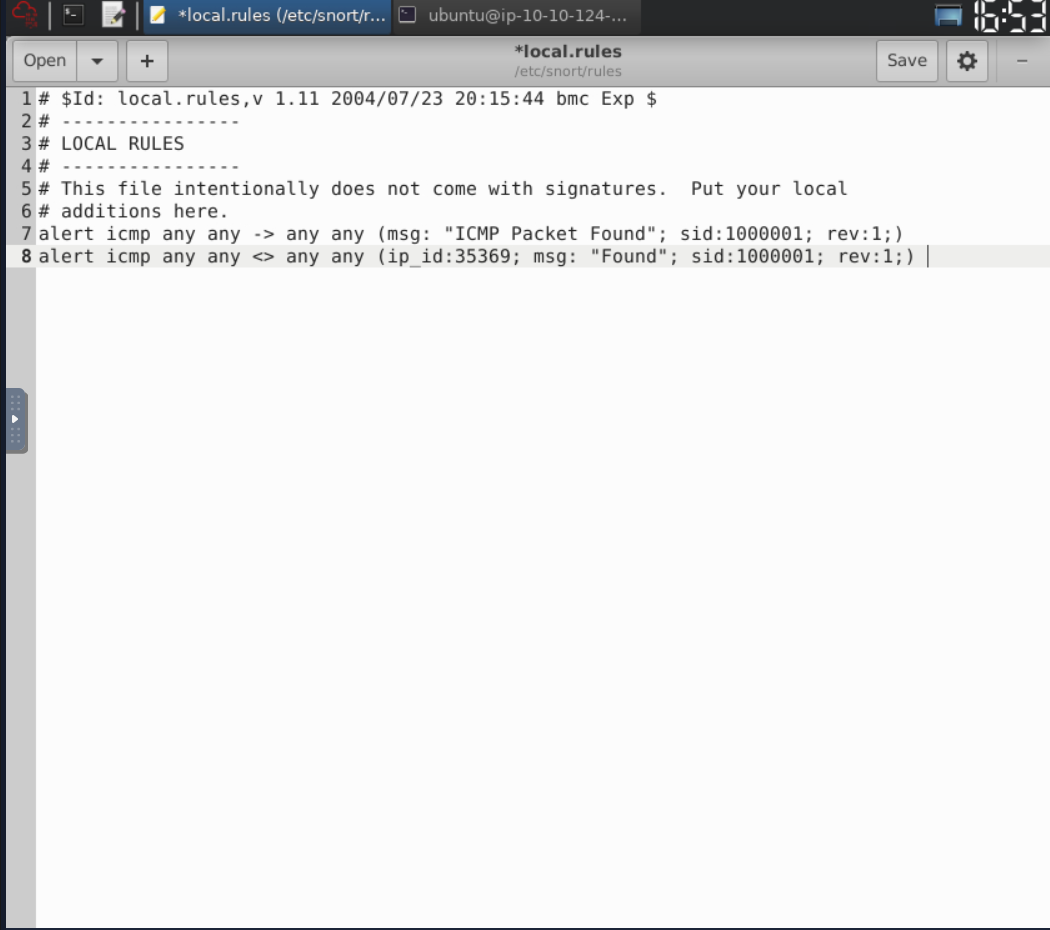 *local.rules (/etc/snort/r...
ubuntu@ip-10-10-124-...
16:53
Open
+
*local.rules
/etc/snort/rules
Save
1 # $Id: local.rules,v 1.11 2004/07/23 20:15:44 bmc Exp $
2 # ----------------
3 # LOCAL RULES
4 # ----------------
5 # This file intentionally does not come with signatures.  Put your local
6 # additions here.
7 alert icmp any any -> any any (msg: "ICMP Packet Found"; sid:1000001; rev:1;)
8 alert icmp any any <> any any (ip_id:35369; msg: "Found"; sid:1000001; rev:1;)